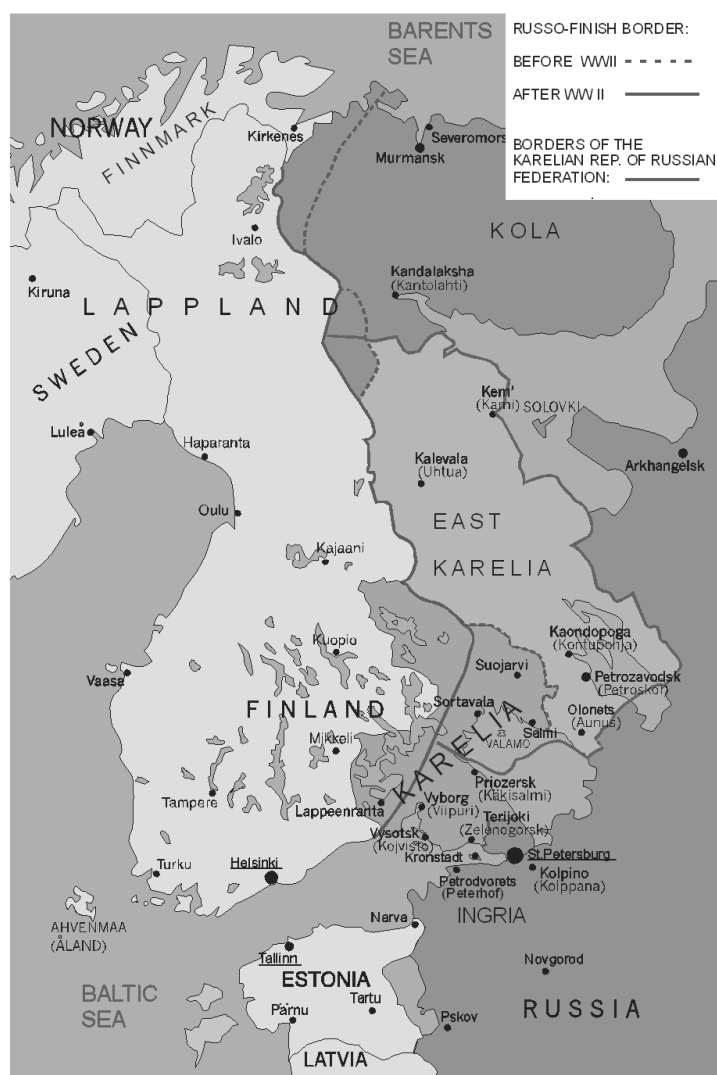 BARENTS
SEA
RUSSO-FINISH BORDER:
BEFORE WWII
AFTER WW II
BORDERS OF THE
KARELIAN REP. OF RUSSIAN
FEDERATION:
NORWAY
FINNMARK
Kirkenes
Severomors
Murmansk
KOLA
Ivalo
Kandalaksha
(Kantolahti)
Kiruna
LAPPLAND
SWEDEN
Kem'
(Kami)
SOLOVKI
Luleå
Haparanta
Kalevala
(Uhtua)
Arkhangelsk
Oulu
EAST
KARELIA
Kajaani
Kuopio
Kaondopoga
(Kontupohja)
Suojarvi
Vaasa
Petrozavodsk
(Petroskoi)
FINLAND
Sortavala
Olonets
(Aunus)
Salmi
VALAMO
KARELIA
Mikkeli
Priozersk
(Kakisalmi)
Tampere
Lappeenranta
Vyborg
(Viipuri)
Terijoki
(Zelenogorsk)
Vysotsk
(Kojvisto)
Kronstadt
St.Petersburg
Turku
Helsinki
Petrodvorets
(Peterhof)
Kolpino
(Kolppana)
INGRIA
AHVENMAA
(ÅLAND)
Narva
Tallinn
ESTONIA
Novgorod
BALTIC
SEA
Pärnu
Tartu
Pskov
RUSSIA
LATVIA